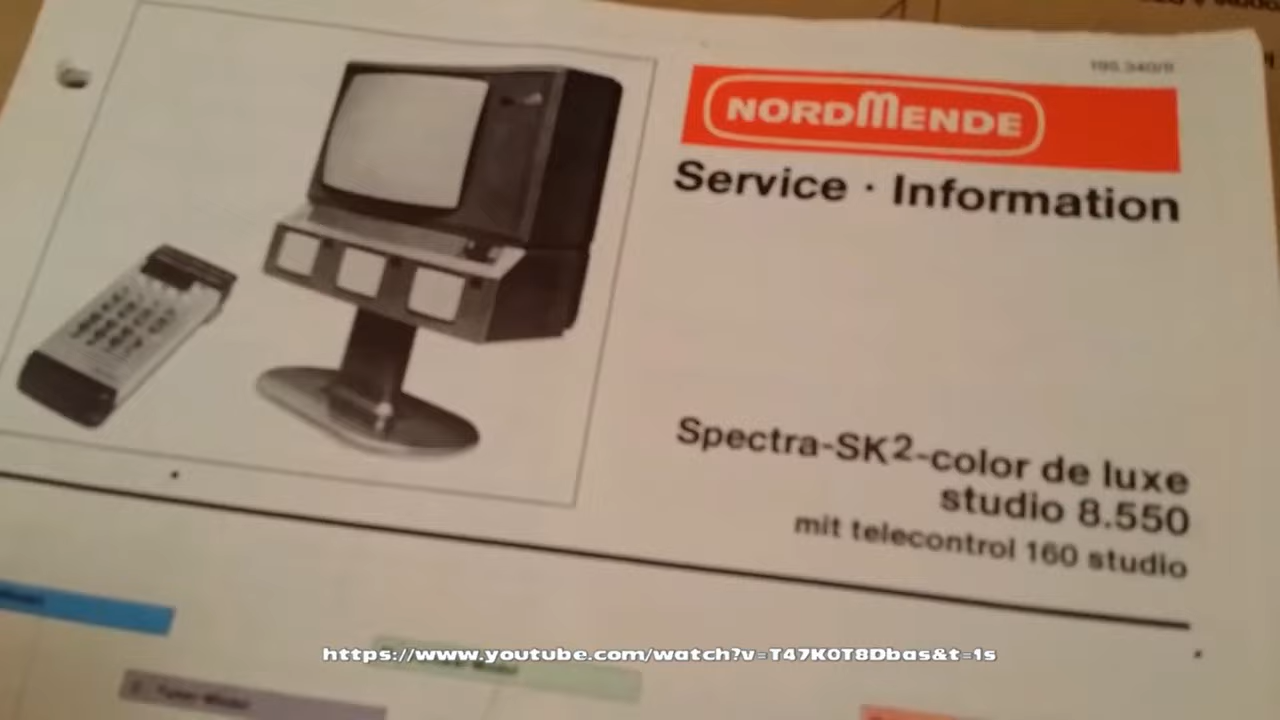 NORDMENDE
Service · Information
Spectra-SK2-color de luxe
studio 8.550
mit telecontrol 160 studio
https://www.youtube.com/watch?v=T47K0T8Dbas&t=1s